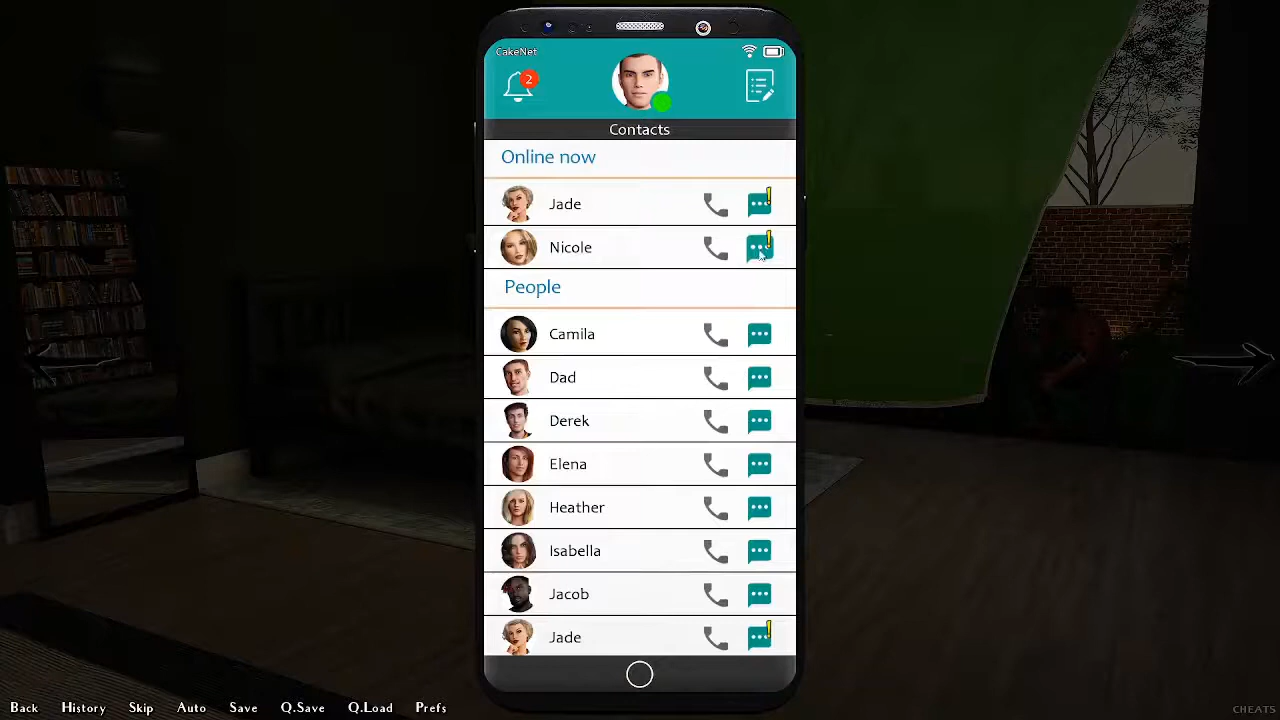 CakeNet
2
Contacts
Online now
Jade
!
Nicole
!
People
Camila
Dad
Derek
Elena
Heather
Isabella
Jacob
Jade
!
Back History Skip Auto Save Q.Save Q.Load Prefs
CHEATS